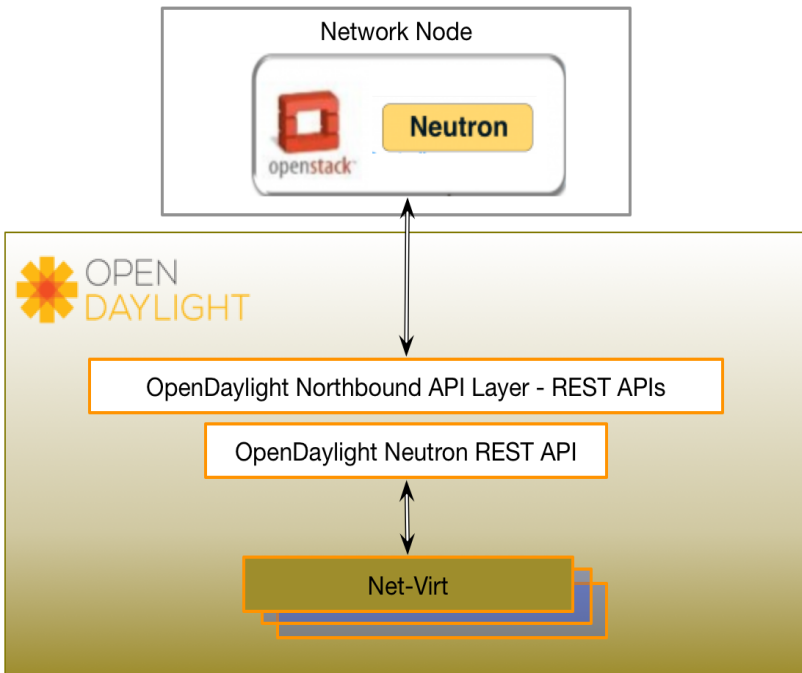 Network Node
Neutron
openstack
OPEN
DAYLIGHT
OpenDaylight Northbound API Layer - REST APIs
OpenDaylight Neutron REST API
Net-Virt